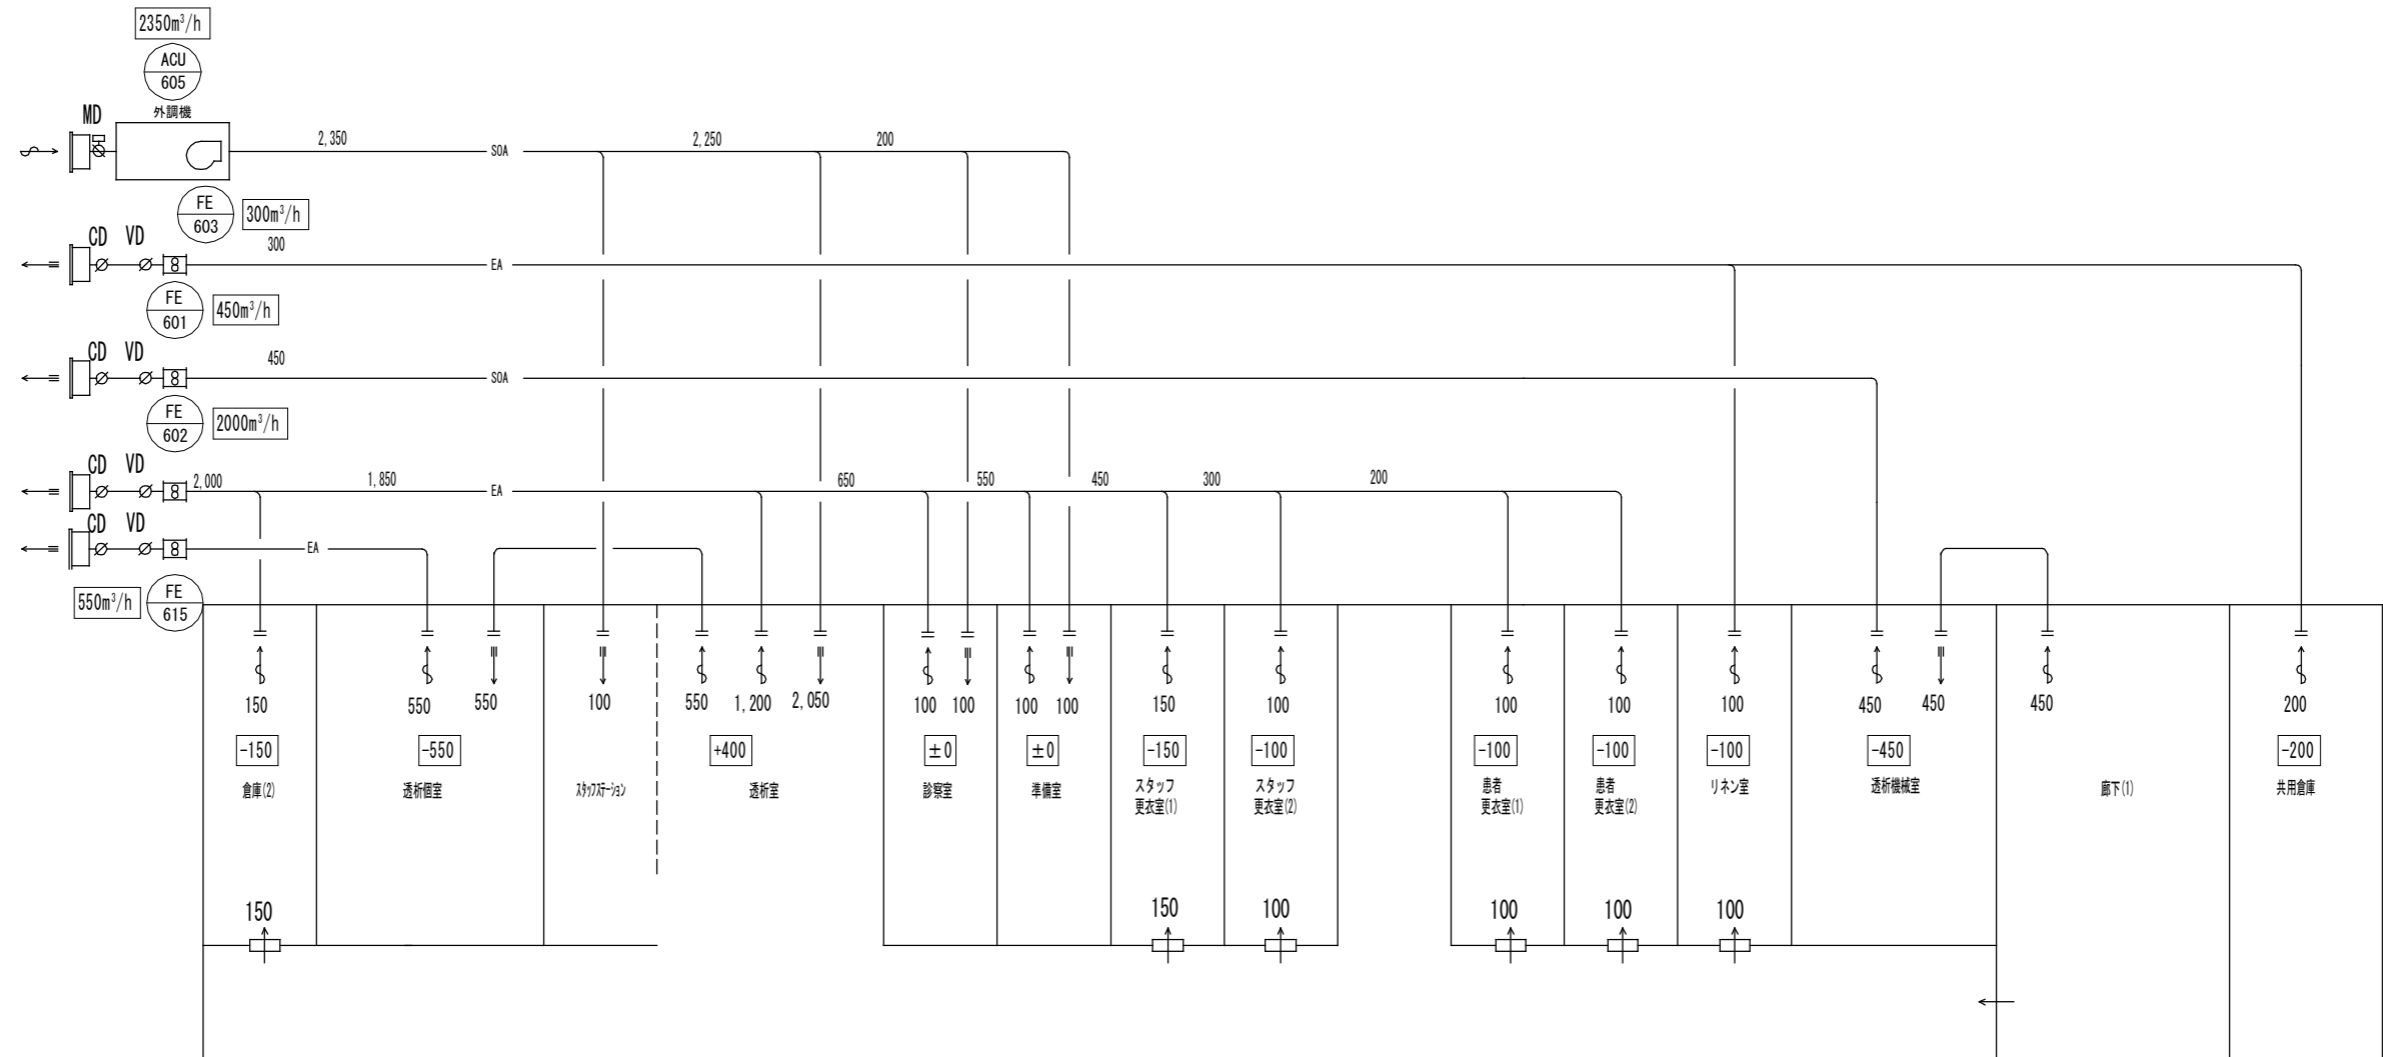 2350m³/h
ACU
605
外調機
MD
2,350
SOA
2,250
200
FE
603
300m³/h
CD VD
300
EA
FE
601
450m³/h
CD VD
450
SOA
FE
602
2000m³/h
CD VD
2,000
1,850
EA
650
550
450
300
200
CD VD
EA
550m³/h
FE
615
150
550
550
100
550
1,200
2,050
100
100
100
100
150
100
100
100
100
450
450
450
200
-150
-550
+400
±0
±0
-150
-100
-100
-100
-100
-450
-200
倉庫(2)
透析個室
スタッフステーション
透析室
診察室
準備室
スタッフ
更衣室(1)
スタッフ
更衣室(2)
患者
更衣室(1)
患者
更衣室(2)
リネン室
透析機械室
廊下(1)
共用倉庫
150
150
100
100
100
100